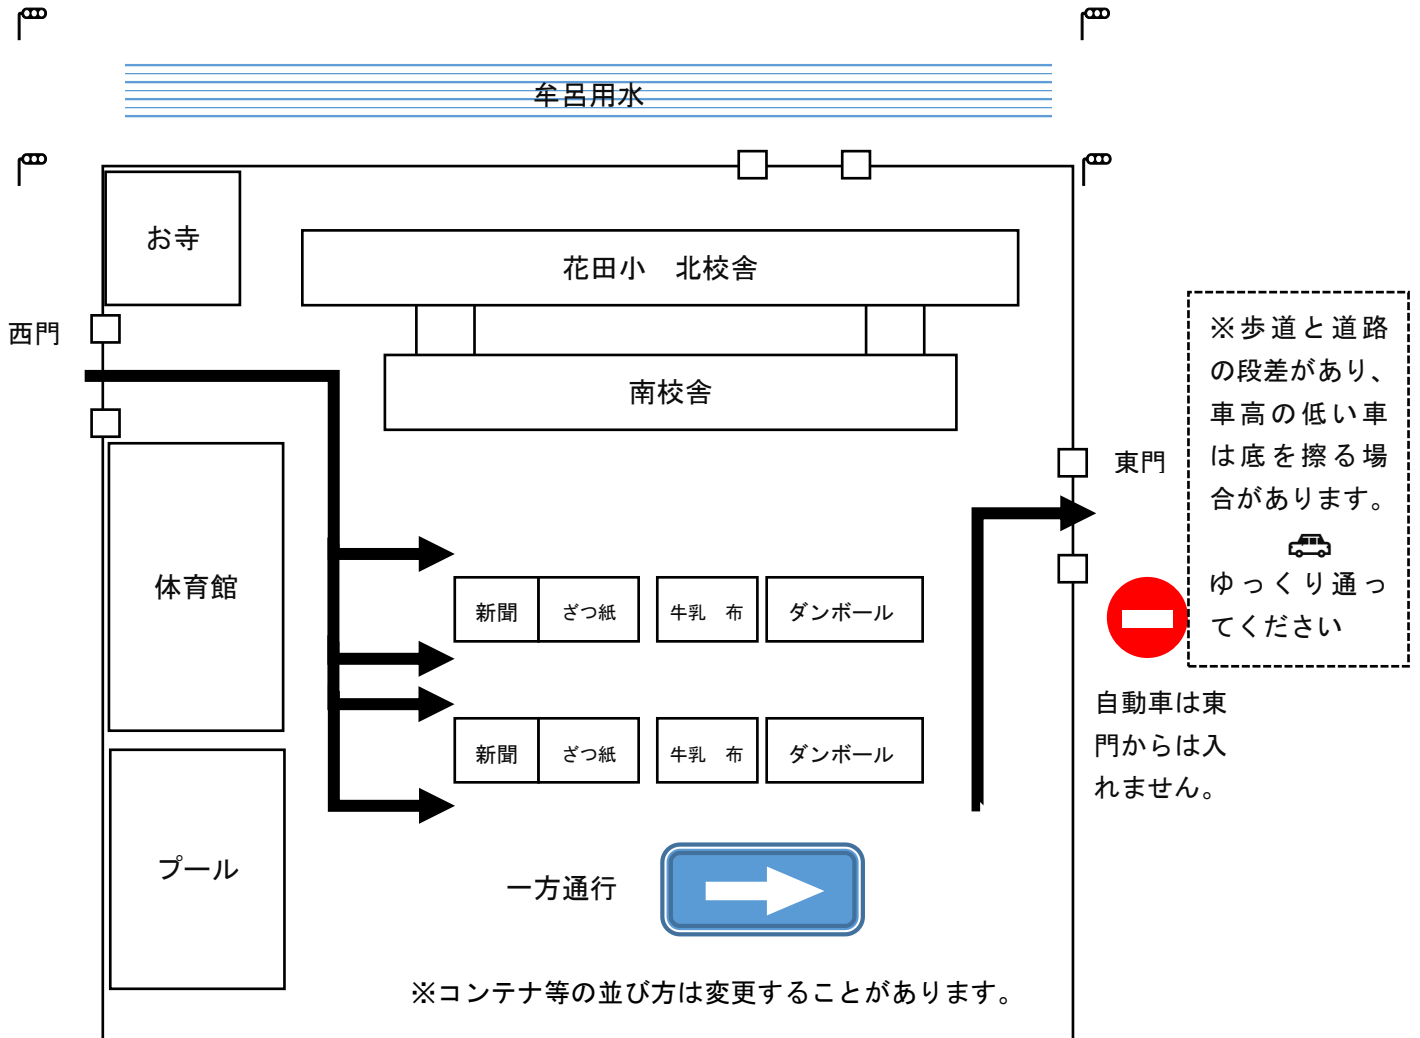 牟呂用水
お寺
花田小　北校舎
西門
南校舎
※歩道と道路
の段差があり、
車高の低い車
は底を擦る場
合があります。
ゆっくり通っ
てください
東門
体育館
新聞 ざつ紙 牛乳　布 ダンボール
自動車は東
門からは入
れません。
新聞 ざつ紙 牛乳　布 ダンボール
プール
一方通行
※コンテナ等の並び方は変更することがあります。